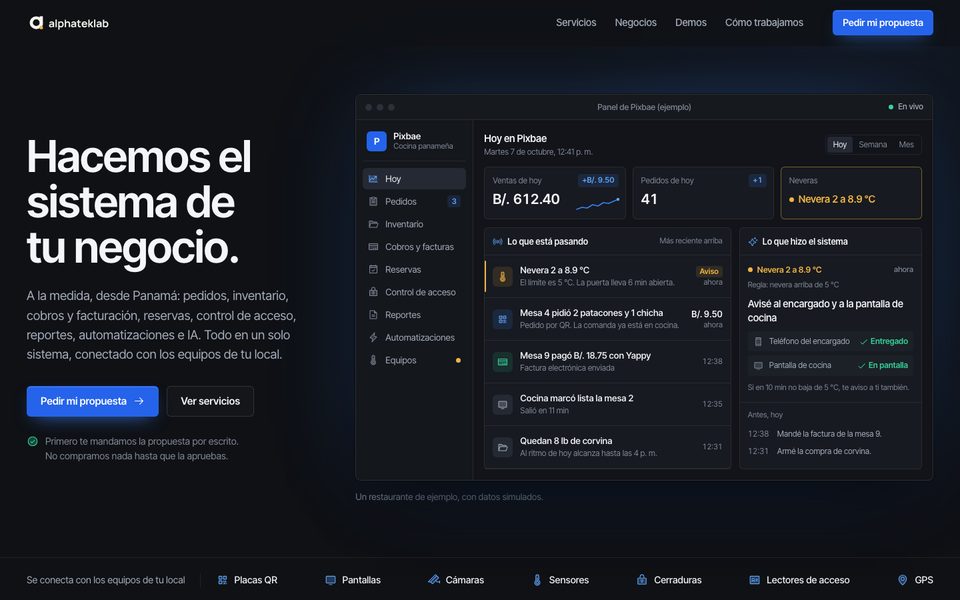 alphateklab
Servicios
Negocios
Demos
Cómo trabajamos
Pedir mi propuesta
Hacemos el
sistema de
tu negocio.
A la medida, desde Panamá: pedidos, inventario,
cobros y facturación, reservas, control de acceso,
reportes, automatizaciones e IA. Todo en un solo
sistema, conectado con los equipos de tu local.
Pedir mi propuesta
Ver servicios
Primero te mandamos la propuesta por escrito.
No compramos nada hasta que la apruebas.
Panel de Pixbae (ejemplo)
En vivo
P
Pixbae
Cocina panameña
Hoy
Pedidos
3
Inventario
Cobros y facturas
Reservas
Control de acceso
Reportes
Automatizaciones
Equipos
Hoy en Pixbae
Martes 7 de octubre, 12:41 p. m.
Hoy
Semana
Mes
Ventas de hoy
+B/. 9.50
B/. 612.40
Pedidos de hoy
+1
41
Neveras
Nevera 2 a 8.9 °C
Lo que está pasando
Más reciente arriba
Nevera 2 a 8.9 °C
Aviso
El límite es 5 °C. La puerta lleva 6 min abierta.
ahora
Mesa 4 pidió 2 patacones y 1 chicha
B/. 9.50
Pedido por QR. La comanda ya está en cocina.
ahora
Mesa 9 pagó B/. 18.75 con Yappy
Factura electrónica enviada
12:38
Cocina marcó lista la mesa 2
Salió en 11 min
12:35
Quedan 8 lb de corvina
Al ritmo de hoy alcanza hasta las 4 p. m.
12:31
Lo que hizo el sistema
Nevera 2 a 8.9 °C
ahora
Regla: nevera arriba de 5 °C
Avisé al encargado y a la pantalla de
cocina
Teléfono del encargado
Entregado
Pantalla de cocina
En pantalla
Si en 10 min no baja de 5 °C, te aviso a ti también.
Antes, hoy
12:38 Mandé la factura de la mesa 9.
12:31 Armé la compra de corvina.
Un restaurante de ejemplo, con datos simulados.
Se conecta con los equipos de tu local
Placas QR
Pantallas
Cámaras
Sensores
Cerraduras
Lectores de acceso
GPS